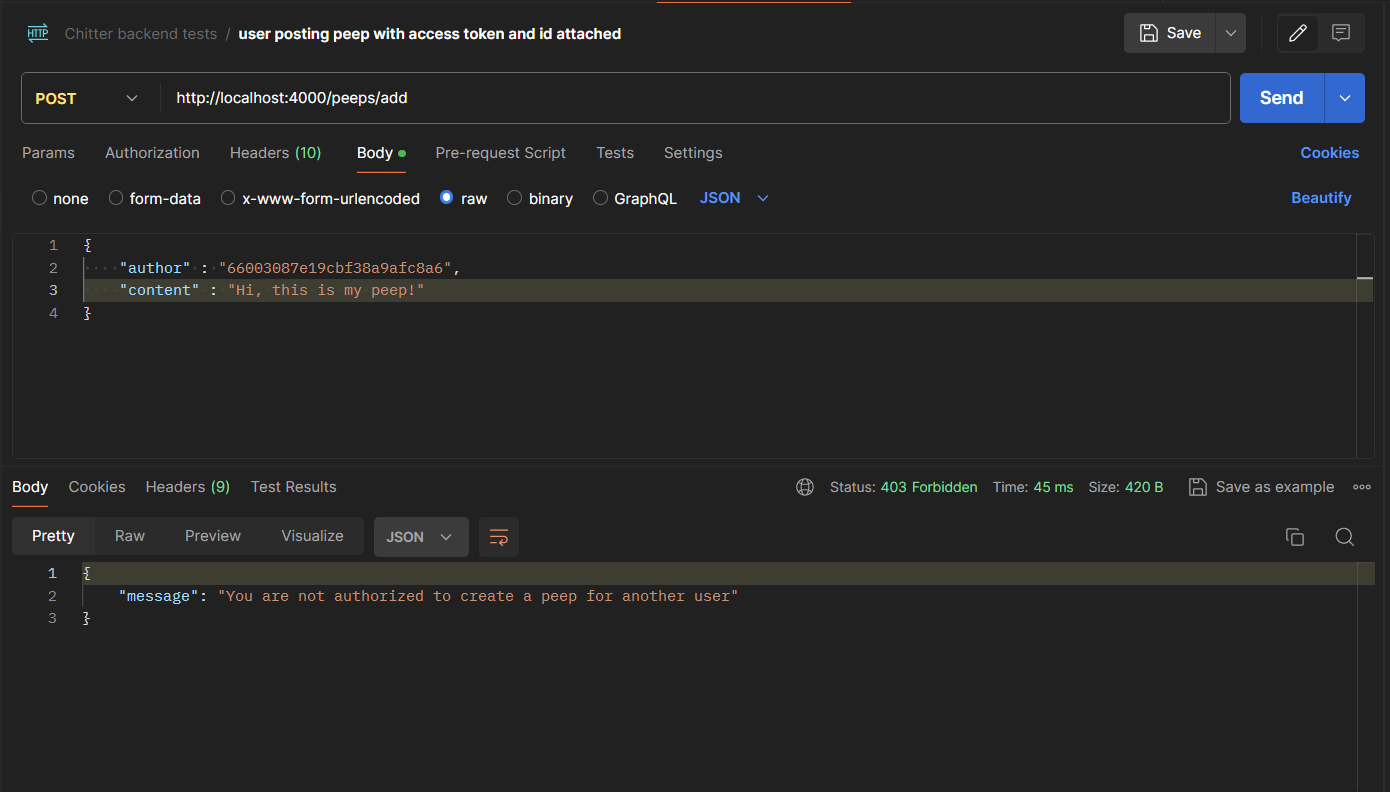 HTTP Chitter backend tests / user posting peep with access token and id attached Save
POST http://localhost:4000/peeps/add Send
Params Authorization Headers (10) Body Pre-request Script Tests Settings Cookies
none form-data x-www-form-urlencoded raw binary GraphQL JSON Beautify
1 {
2 "author" : "66003087e19cbf38a9afc8a6",
3 "content" : "Hi, this is my peep!"
4 }
Body Cookies Headers (9) Test Results Status: 403 Forbidden Time: 45 ms Size: 420 B Save as example
Pretty Raw Preview Visualize JSON
1 {
2 "message": "You are not authorized to create a peep for another user"
3 }